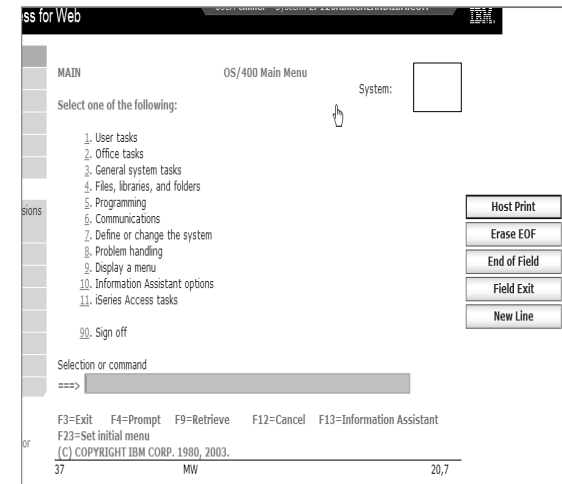 ess for Web
IBM.
MAIN OS/400 Main Menu
System:
Select one of the following:
1. User tasks
2. Office tasks
3. General system tasks
4. Files, libraries, and folders
5. Programming
6. Communications
7. Define or change the system
8. Problem handling
9. Display a menu
10. Information Assistant options
11. iSeries Access tasks
90. Sign off
Selection or command
===>
F3=Exit F4=Prompt F9=Retrieve F12=Cancel F13=Information Assistant
F23=Set initial menu
(C) COPYRIGHT IBM CORP. 1980, 2003.
37 MW 20,7
sions
or
Host Print
Erase EOF
End of Field
Field Exit
New Line